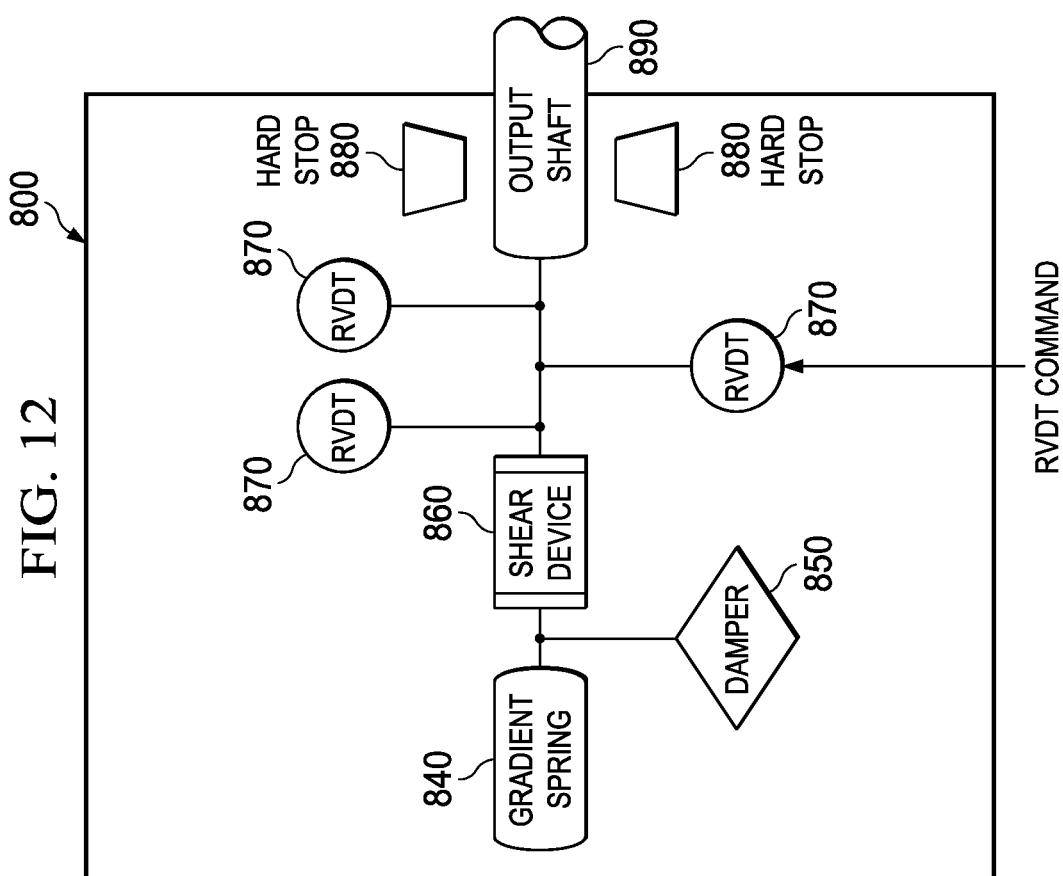 FIG. 12
800
HARD
STOP
880
870
RVDT
870
RVDT
OUTPUT
SHAFT
890
860
SHEAR
DEVICE
840
GRADIENT
SPRING
DAMPER
850
RVDT
870
880
HARD
STOP
RVDT COMMAND